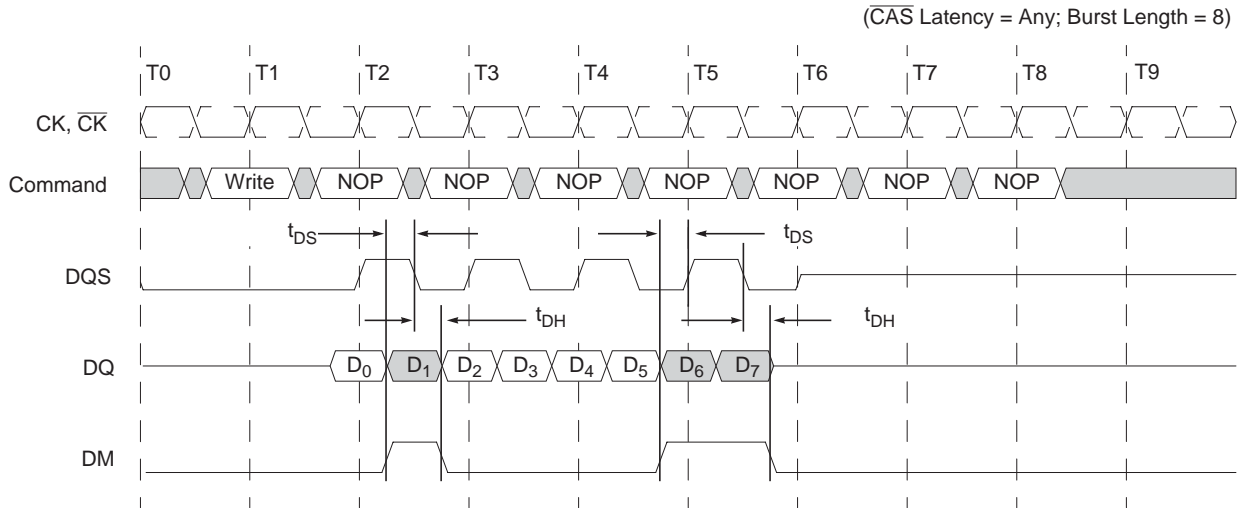 (C̅A̅S̅ Latency = Any; Burst Length = 8)
T0 T1 T2 T3 T4 T5 T6 T7 T8 T9
CK, C̅K̅
Command Write NOP NOP NOP NOP NOP NOP NOP
tDS tDS
DQS
tDH tDH
DQ D0 D1 D2 D3 D4 D5 D6 D7
DM